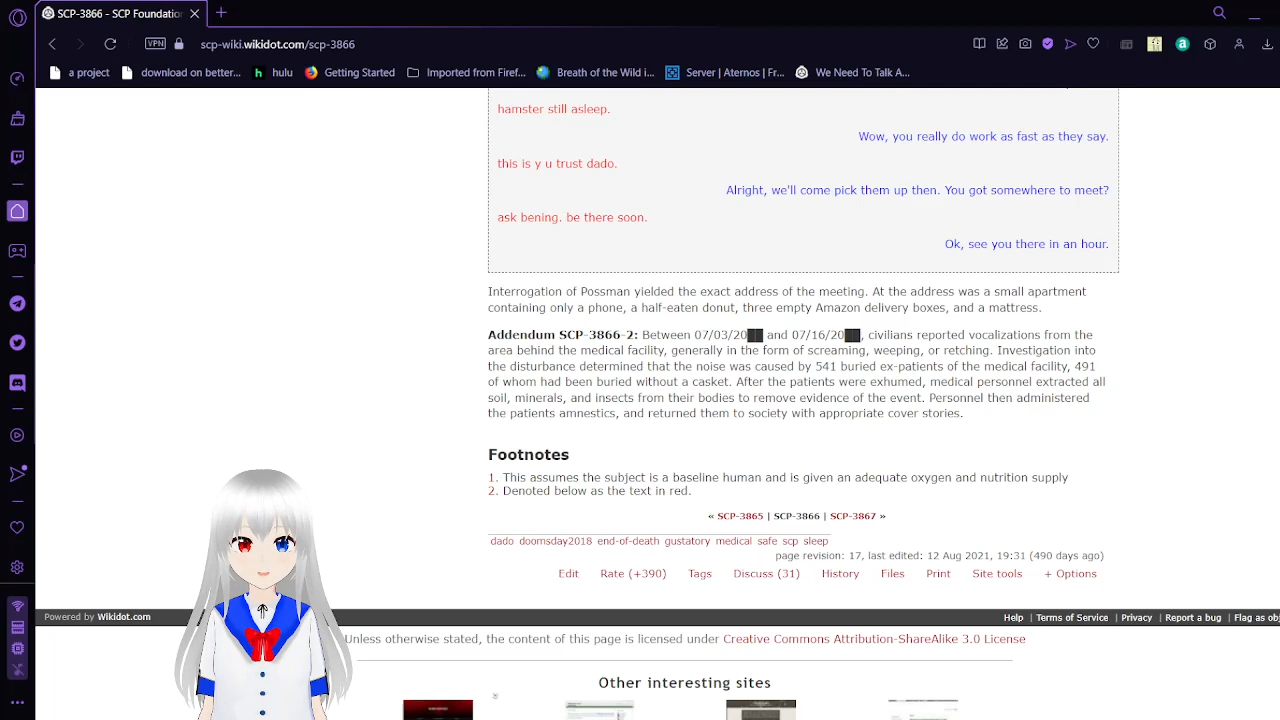 SCP-3866 - SCP Foundation
VPN
scp-wiki.wikidot.com/scp-3866
a project
download on better...
hulu
Getting Started
Imported from Firef...
Breath of the Wild i...
Server | Aternos | Fr...
We Need To Talk A...
hamster still asleep.
Wow, you really do work as fast as they say.
this is y u trust dado.
Alright, we'll come pick them up then. You got somewhere to meet?
ask bening. be there soon.
Ok, see you there in an hour.
Interrogation of Possman yielded the exact address of the meeting. At the address was a small apartment
containing only a phone, a half-eaten donut, three empty Amazon delivery boxes, and a mattress.
Addendum SCP-3866-2: Between 07/03/20██ and 07/16/20██, civilians reported vocalizations from the
area behind the medical facility, generally in the form of screaming, weeping, or retching. Investigation into
the disturbance determined that the noise was caused by 541 buried ex-patients of the medical facility, 491
of whom had been buried without a casket. After the patients were exhumed, medical personnel extracted all
soil, minerals, and insects from their bodies to remove evidence of the event. Personnel then administered
the patients amnestics, and returned them to society with appropriate cover stories.
Footnotes
1. This assumes the subject is a baseline human and is given an adequate oxygen and nutrition supply
2. Denoted below as the text in red.
« SCP-3865 | SCP-3866 | SCP-3867 »
dado doomsday2018 end-of-death gustatory medical safe scp sleep
page revision: 17, last edited: 12 Aug 2021, 19:31 (490 days ago)
Edit Rate (+390) Tags Discuss (31) History Files Print Site tools + Options
Powered by Wikidot.com
Help | Terms of Service | Privacy | Report a bug | Flag as ob
Unless otherwise stated, the content of this page is licensed under Creative Commons Attribution-ShareAlike 3.0 License
Other interesting sites